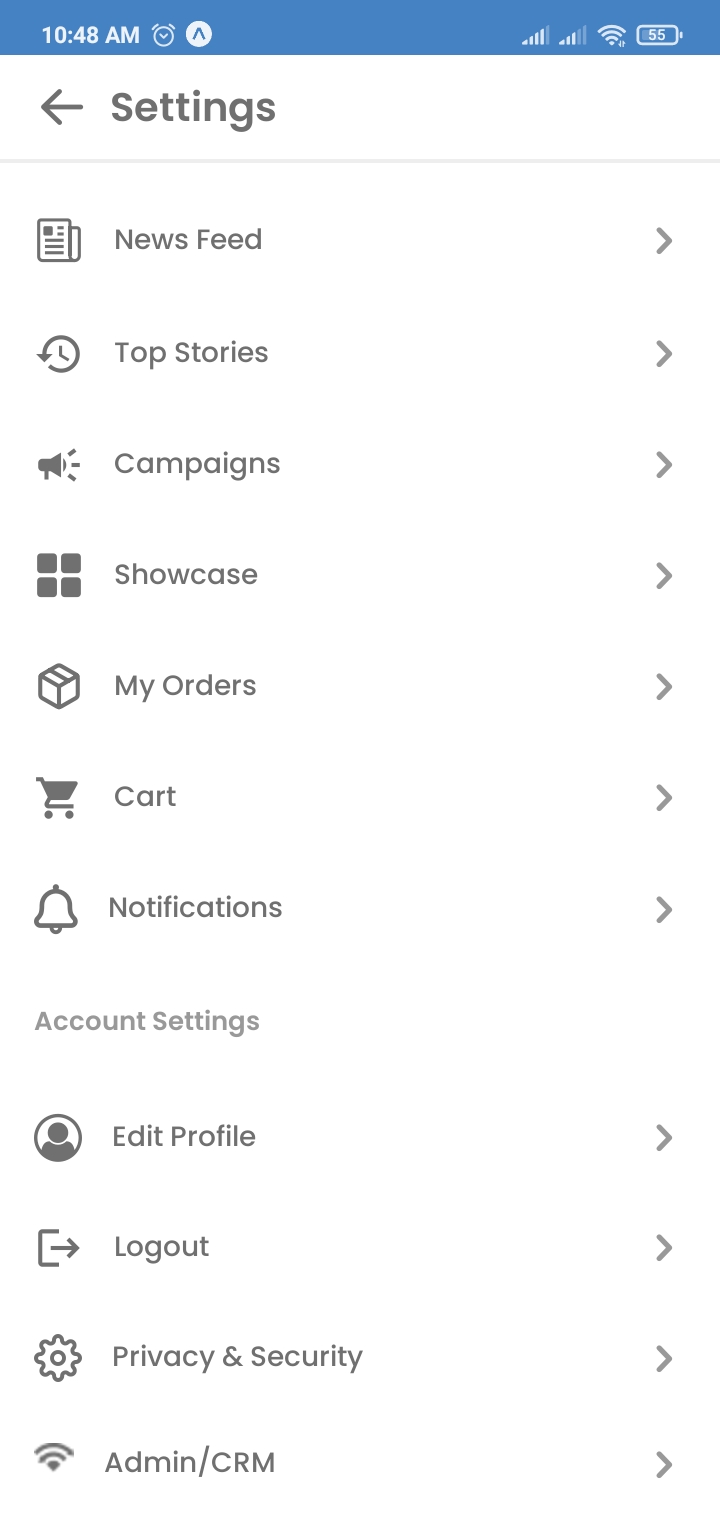 10:48 AM 55
Settings
News Feed
Top Stories
Campaigns
Showcase
My Orders
Cart
Notifications
Account Settings
Edit Profile
Logout
Privacy & Security
Admin/CRM